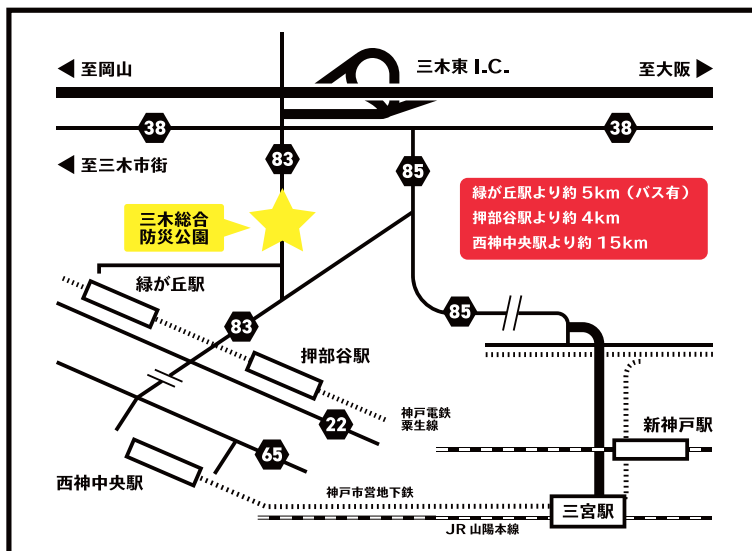 至岡山
三木東 I.C.
至大阪
38
38
至三木市街
83
85
緑が丘駅より約 5km（バス有）
押部谷駅より約 4km
西神中央駅より約 15km
三木総合
防災公園
緑が丘駅
85
83
押部谷駅
神戸電鉄
粟生線
22
新神戸駅
65
西神中央駅
神戸市営地下鉄
三宮駅
JR 山陽本線